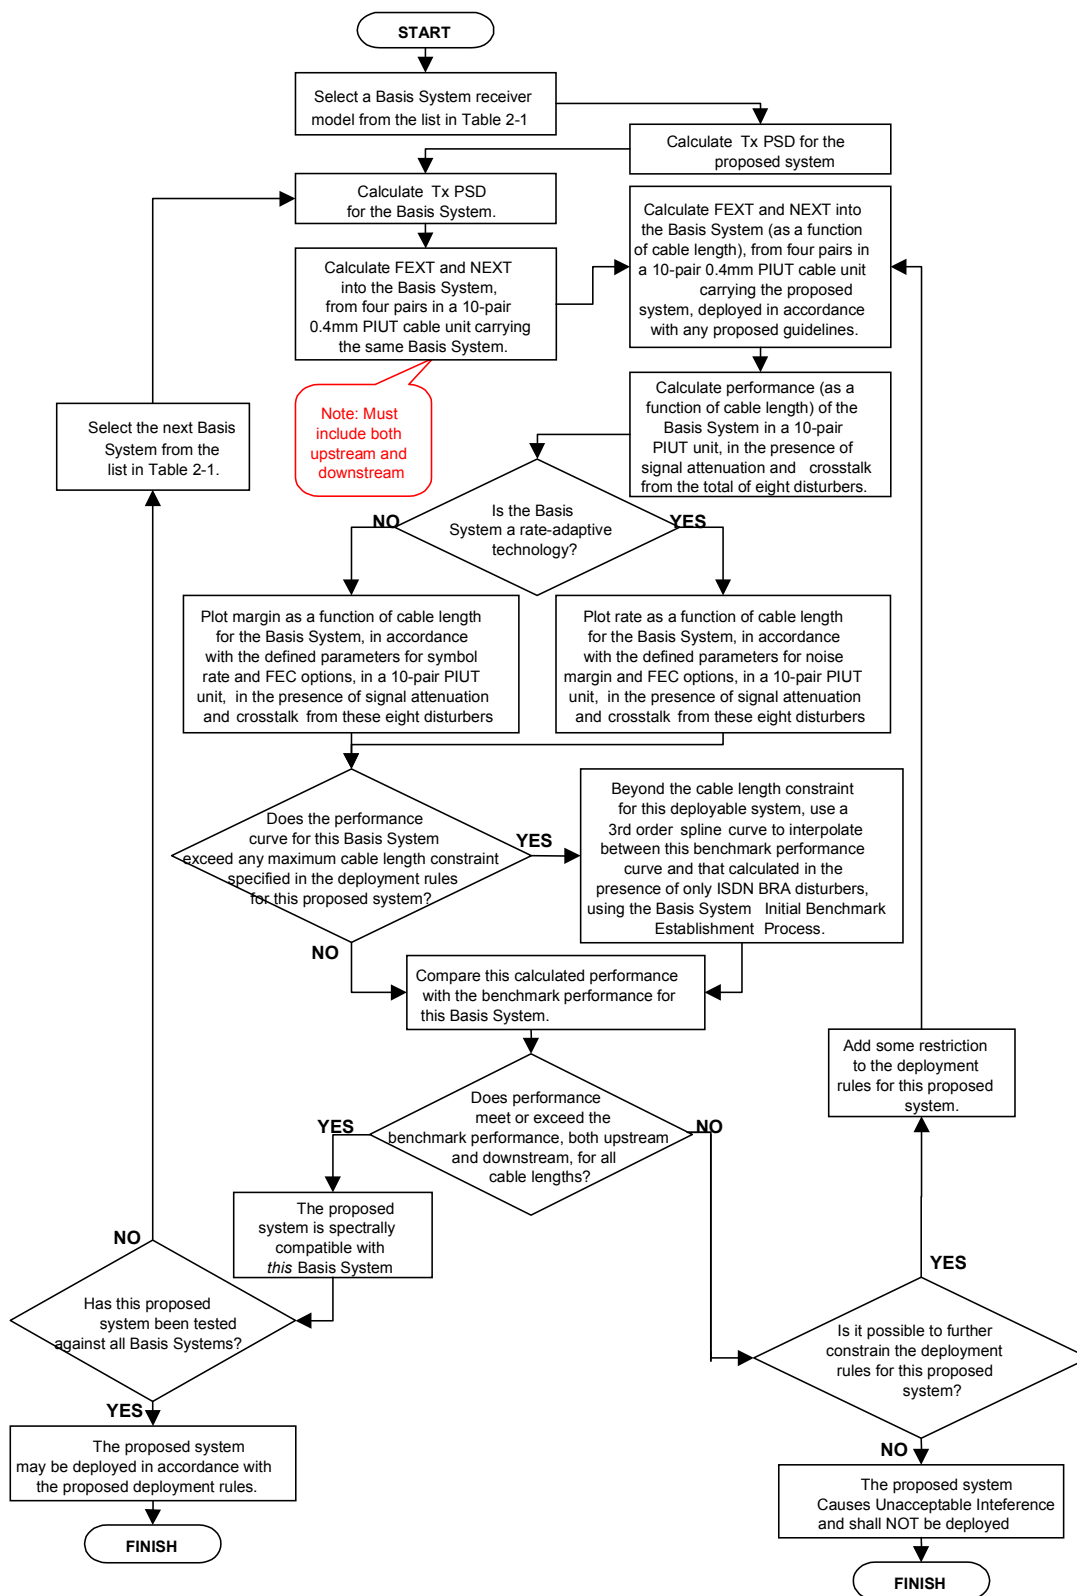 START
Select a Basis System receiver
model from the list in Table 2-1
Calculate Tx PSD for the
proposed system
Calculate Tx PSD
for the Basis System.
Calculate FEXT and NEXT into
the Basis System (as a function
of cable length), from four pairs in
a 10-pair 0.4mm PIUT cable unit
carrying the proposed
system, deployed in accordance
with any proposed guidelines.
Calculate FEXT and NEXT
into the Basis System,
from four pairs in a 10-pair
0.4mm PIUT cable unit carrying
the same Basis System.
Note: Must
include both
upstream and
downstream
Calculate performance (as a
function of cable length) of the
Basis System in a 10-pair
PIUT unit, in the presence of
signal attenuation and crosstalk
from the total of eight disturbers.
Select the next Basis
System from the
list in Table 2-1.
Is the Basis
System a rate-adaptive
technology?
NO
YES
Plot margin as a function of cable length
for the Basis System, in accordance
with the defined parameters for symbol
rate and FEC options, in a 10-pair PIUT
unit, in the presence of signal attenuation
and crosstalk from these eight disturbers
Plot rate as a function of cable length
for the Basis System, in accordance
with the defined parameters for noise
margin and FEC options, in a 10-pair PIUT
unit, in the presence of signal attenuation
and crosstalk from these eight disturbers
Does the performance
curve for this Basis System
exceed any maximum cable length constraint
specified in the deployment rules
for this proposed system?
YES
NO
Beyond the cable length constraint
for this deployable system, use a
3rd order spline curve to interpolate
between this benchmark performance
curve and that calculated in the
presence of only ISDN BRA disturbers,
using the Basis System Initial Benchmark
Establishment Process.
Compare this calculated performance
with the benchmark performance for
this Basis System.
Add some restriction
to the deployment
rules for this proposed
system.
Does performance
meet or exceed the
benchmark performance, both upstream
and downstream, for all
cable lengths?
YES
NO
The proposed
system is spectrally
compatible with
this Basis System
NO
Has this proposed
system been tested
against all Basis Systems?
YES
YES
Is it possible to further
constrain the deployment
rules for this proposed
system?
NO
The proposed system
may be deployed in accordance with
the proposed deployment rules.
FINISH
The proposed system
Causes Unacceptable Inteference
and shall NOT be deployed
FINISH